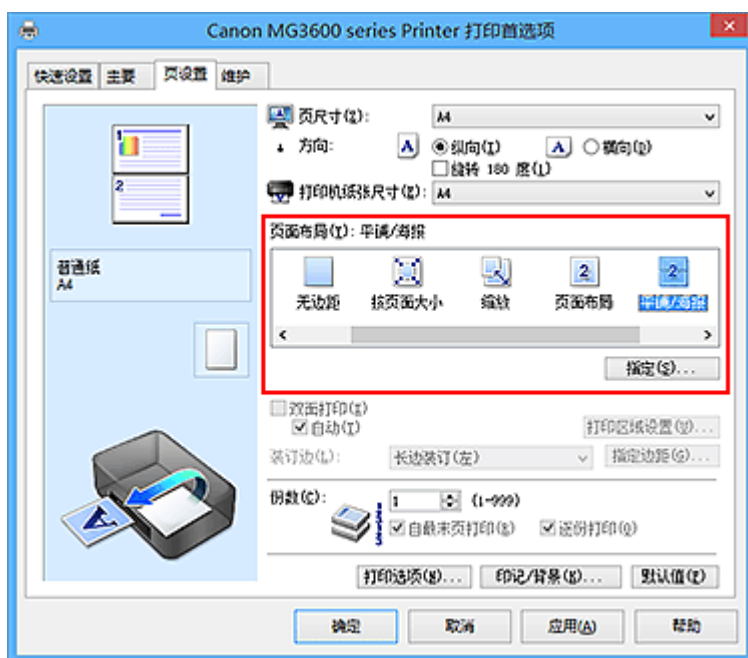 Canon MG3600 series Printer 打印首选项
快速设置 主要 页设置 维护
1
2
普通纸
A4
页尺寸(Z): A4
方向: A 纵向(I) A 横向(D)
旋转 180 度(L)
打印机纸张尺寸(E): A4
页面布局(Y): 平铺/海报
2 2
无边距 按页面大小 缩放 页面布局 平铺/海报
指定(S)...
双面打印(X)
自动(T)
打印区域设置(U)...
装订边(L): 长边装订(左) 指定边距(G)...
份数(C): 1 (1-999)
自最末页打印(R) 逐份打印(O)
打印选项(N)... 印记/背景(K)... 默认值(F)
确定 取消 应用(A) 帮助